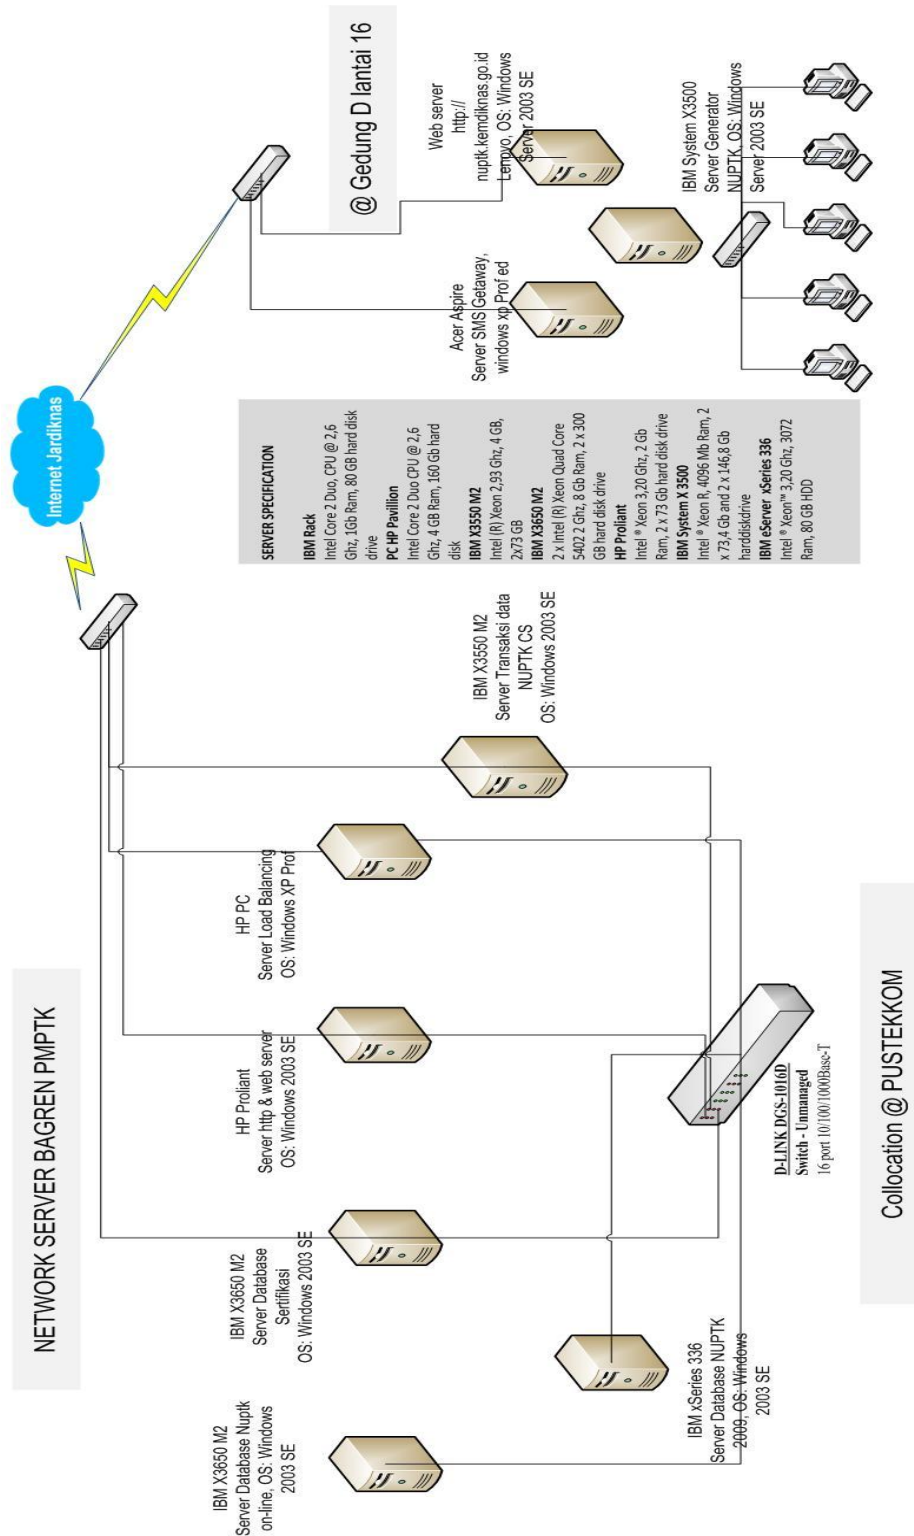 NETWORK SERVER BAGREN PMPTK
Internet Jardiknas
@ Gedung D lantai 16
IBM X3650 M2
Server Database Nuptk
on-line, OS: Windows
2003 SE
IBM X3650 M2
Server Database
Sertifikasi
OS: Windows 2003 SE
HP Proliant
Server http & web server
OS: Windows 2003 SE
HP PC
Server Load Balancing
OS: Windows XP Prof
IBM X3550 M2
Server Transaksi data
NUPTK CS
OS: Windows 2003 SE
IBM xSeries 336
Server Database NUPTK
2009, OS: Windows
2003 SE
D-LINK DGS-1016D
Switch - Unmanaged
16 port 10/100/1000Base-T
Collocation @ PUSTEKKOM
SERVER SPECIFICATION
IBM Rack
Intel Core 2 Duo, CPU @ 2,6
Ghz, 1Gb Ram, 80 GB hard disk
drive
PC HP Pavillion
Intel Core 2 Duo CPU @ 2,6
Ghz, 4 GB Ram, 160 Gb hard
disk
IBM X3550 M2
Intel (R) Xeon 2,93 Ghz, 4 GB,
2x73 GB
IBM X3650 M2
2 x Intel (R) Xeon Quad Core
5402 2 Ghz, 8 Gb Ram, 2 x 300
GB hard disk drive
HP Proliant
Intel ® Xeon 3,20 Ghz, 2 Gb
Ram, 2 x 73 Gb hard disk drive
IBM System X 3500
Intel ® Xeon R, 4096 Mb Ram, 2
x 73,4 Gb and 2 x 146,8 Gb
harddiskdrive
IBM eServer xSeries 336
Intel ® Xeon™ 3,20 Ghz, 3072
Ram, 80 GB HDD
Acer Aspire
Server SMS Getaway,
windows xp Prof ed
Web server
http://
nuptk.kemdiknas.go.id
Lenovo, OS: Windows
Server 2003 SE
IBM System X3500
Server Generator
NUPTK, OS: Windows
Server 2003 SE